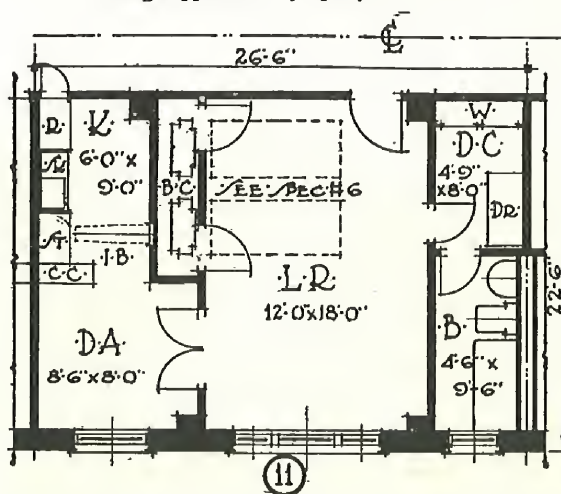 ℄
26'-6"
·R· ·K·
6'-0" x
9'-0"
·W·
·D·C·
4'-9"
x8'-0"
DR.
·B·C·
·SEE·SPEC·#6
·ST·
·I·B·
·C·C·
·L·R·
12'-0"x18'-0"
·D·A·
8'-6"x8'-0"
·B·
4'-6" x
9'-6"
22'-6"
11